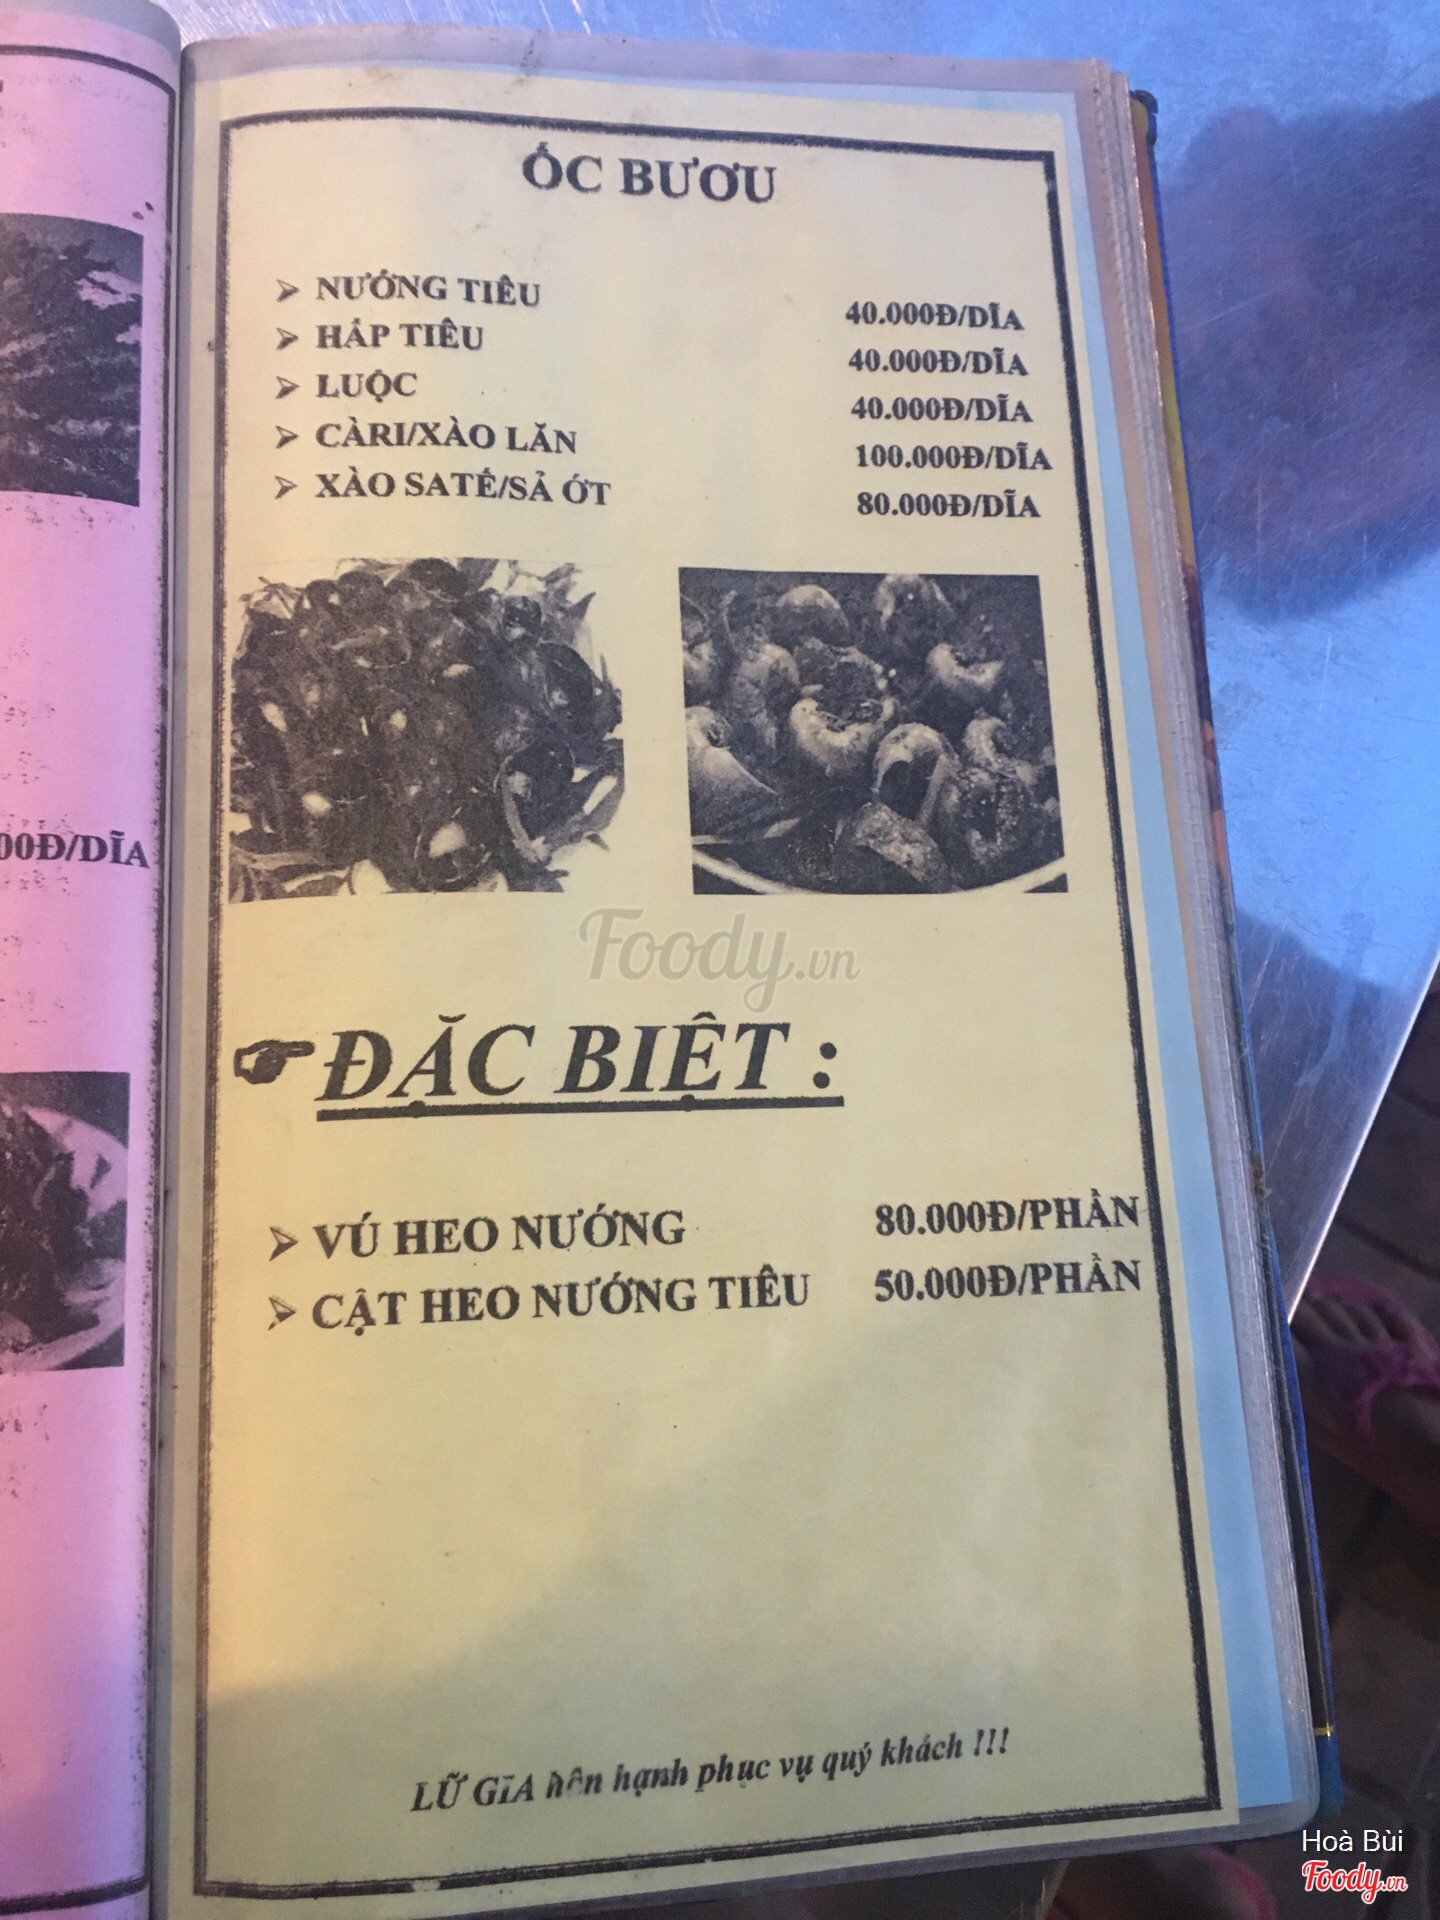 ỐC BƯƠU
➢ NƯỚNG TIÊU 40.000Đ/DĨA
➢ HẤP TIÊU 40.000Đ/DĨA
➢ LUỘC 40.000Đ/DĨA
➢ CÀRI/XÀO LĂN 100.000Đ/DĨA
➢ XÀO SATẾ/SẢ ỚT 80.000Đ/DĨA
Foody.vn
00Đ/DĨA
☞ ĐẶC BIỆT :
➢ VÚ HEO NƯỚNG 80.000Đ/PHẦN
➢ CẬT HEO NƯỚNG TIÊU 50.000Đ/PHẦN
LỮ GIA hân hạnh phục vụ quý khách !!!
Hoà Bùi
Foody.vn